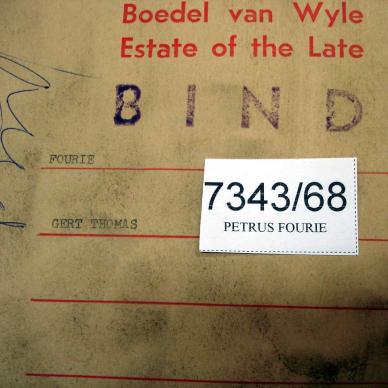 Boedel van Wyle
Estate of the Late
BIND
FOURIE
7343/68
PETRUS FOURIE
GERT THOMAS